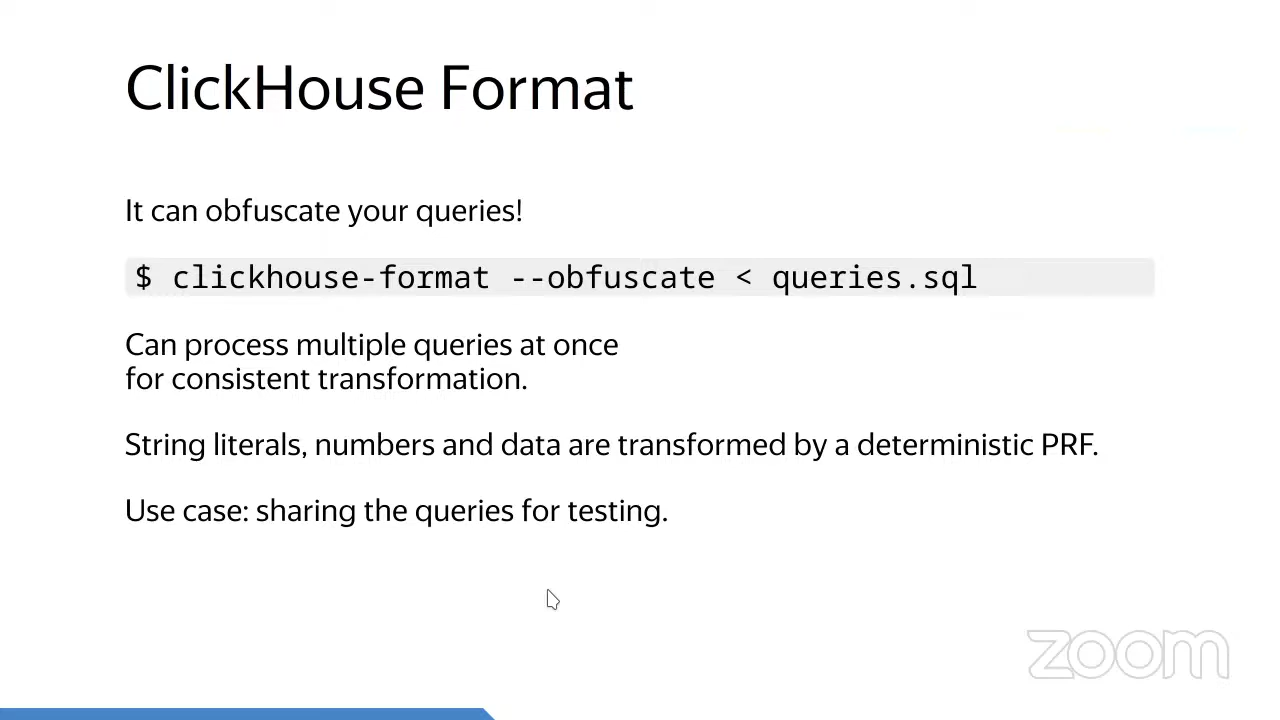 ClickHouse Format
It can obfuscate your queries!
$ clickhouse-format --obfuscate < queries.sql
Can process multiple queries at once
for consistent transformation.
String literals, numbers and data are transformed by a deterministic PRF.
Use case: sharing the queries for testing.
zoom